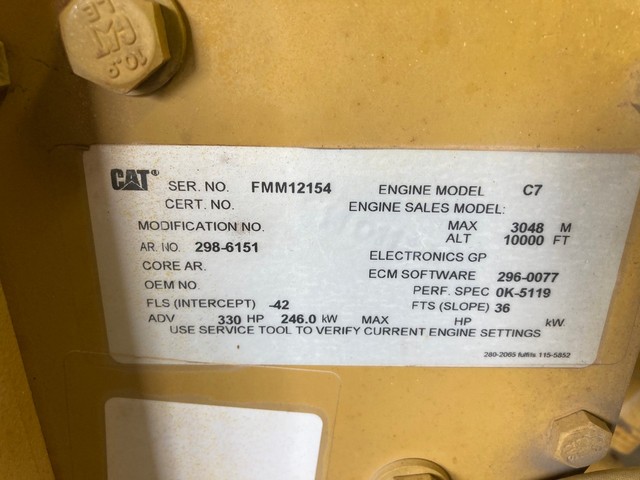 10.9
CAT® SER. NO. FMM12154 ENGINE MODEL C7
CERT. NO. ENGINE SALES MODEL:
MODIFICATION NO. MAX ALT 3048 M 10000 FT
AR. NO. 298-6151 ELECTRONICS GP
CORE AR. ECM SOFTWARE 296-0077
OEM NO. PERF. SPEC 0K-5119
FLS (INTERCEPT) -42 FTS (SLOPE) 36
ADV 330 HP 246.0 kW MAX HP kW
USE SERVICE TOOL TO VERIFY CURRENT ENGINE SETTINGS
280-2065 fulfills 115-5852